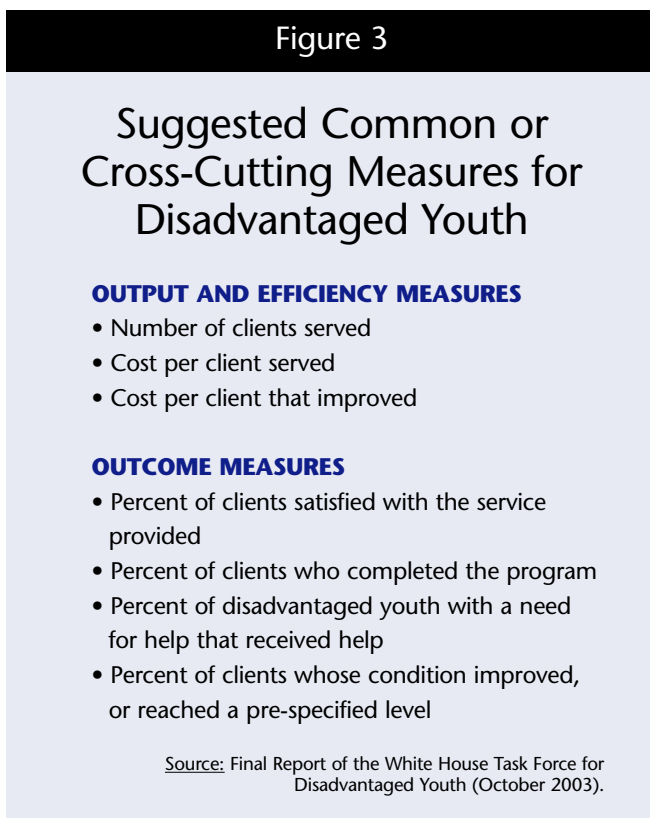 Figure 3
Suggested Common or
Cross-Cutting Measures for
Disadvantaged Youth
OUTPUT AND EFFICIENCY MEASURES
• Number of clients served
• Cost per client served
• Cost per client that improved
OUTCOME MEASURES
• Percent of clients satisfied with the service
provided
• Percent of clients who completed the program
• Percent of disadvantaged youth with a need
for help that received help
• Percent of clients whose condition improved,
or reached a pre-specified level
Source: Final Report of the White House Task Force for
Disadvantaged Youth (October 2003).